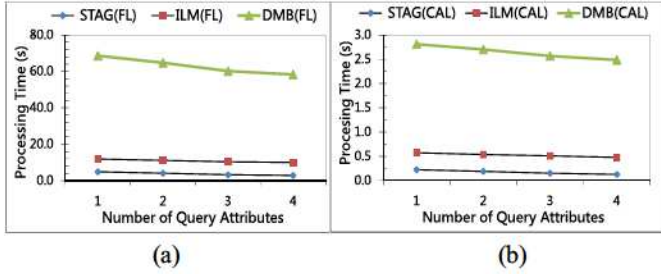 STAG(FL) ILM(FL) DMB(FL)
Processing Time (s)
80.0
60.0
40.0
20.0
0.0
1 2 3 4
Number of Query Attributes
(a)
STAG(CAL) ILM(CAL) DMB(CAL)
Processing Time (s)
3.0
2.5
2.0
1.5
1.0
0.5
0.0
1 2 3 4
Number of Query Attributes
(b)